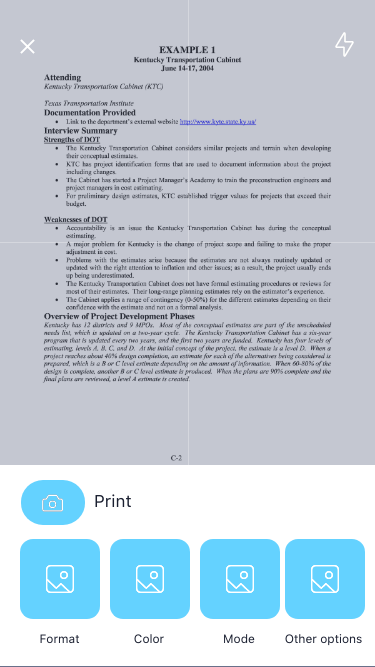 EXAMPLE 1
Kentucky Transportation Cabinet
June 14-17, 2004
Attending
Kentucky Transportation Cabinet (KTC)
Texas Transportation Institute
Documentation Provided
• Link to the department's external website http://www.kytc.state.ky.us/
Interview Summary
Strengths of DOT
• The Kentucky Transportation Cabinet considers similar projects and terrain when developing
their conceptual estimates.
• KTC has project identification forms that are used to document information about the project
including changes.
• The Cabinet has started a Project Manager's Academy to train the preconstruction engineers and
project managers in cost estimating.
• For preliminary design estimates, KTC established trigger values for projects that exceed their
budget.
Weaknesses of DOT
• Accountability is an issue the Kentucky Transportation Cabinet has during the conceptual
estimating.
• A major problem for Kentucky is the change of project scope and failing to make the proper
adjustment in cost.
• Problems with the estimates arise because the estimates are not always routinely updated or
updated with the right attention to inflation and other issues; as a result, the project usually ends
up being underestimated.
• The Kentucky Transportation Cabinet does not have formal estimating procedures or reviews for
most of their estimates. Their long-range planning estimates rely on the estimator's experience.
• The Cabinet applies a range of contingency (0-50%) for the different estimates depending on their
confidence with the estimate and not on a formal analysis.
Overview of Project Development Phases
Kentucky has 12 districts and 9 MPOs. Most of the conceptual estimates are part of the unscheduled
needs list, which is updated on a two-year cycle. The Kentucky Transportation Cabinet has a six-year
program that is updated every two years, and the first two years are funded. Kentucky has four levels of
estimating, levels A, B, C, and D. At the initial concept of the project, the estimate is a level D. When a
project reaches about 40% design completion, an estimate for each of the alternatives being considered is
prepared, which is a B or C level estimate depending on the amount of information. When 60-80% of the
design is complete, another B or C level estimate is produced. When the plans are 90% complete and the
final plans are reviewed, a level A estimate is created.
C-2
Print
Format
Color
Mode
Other options